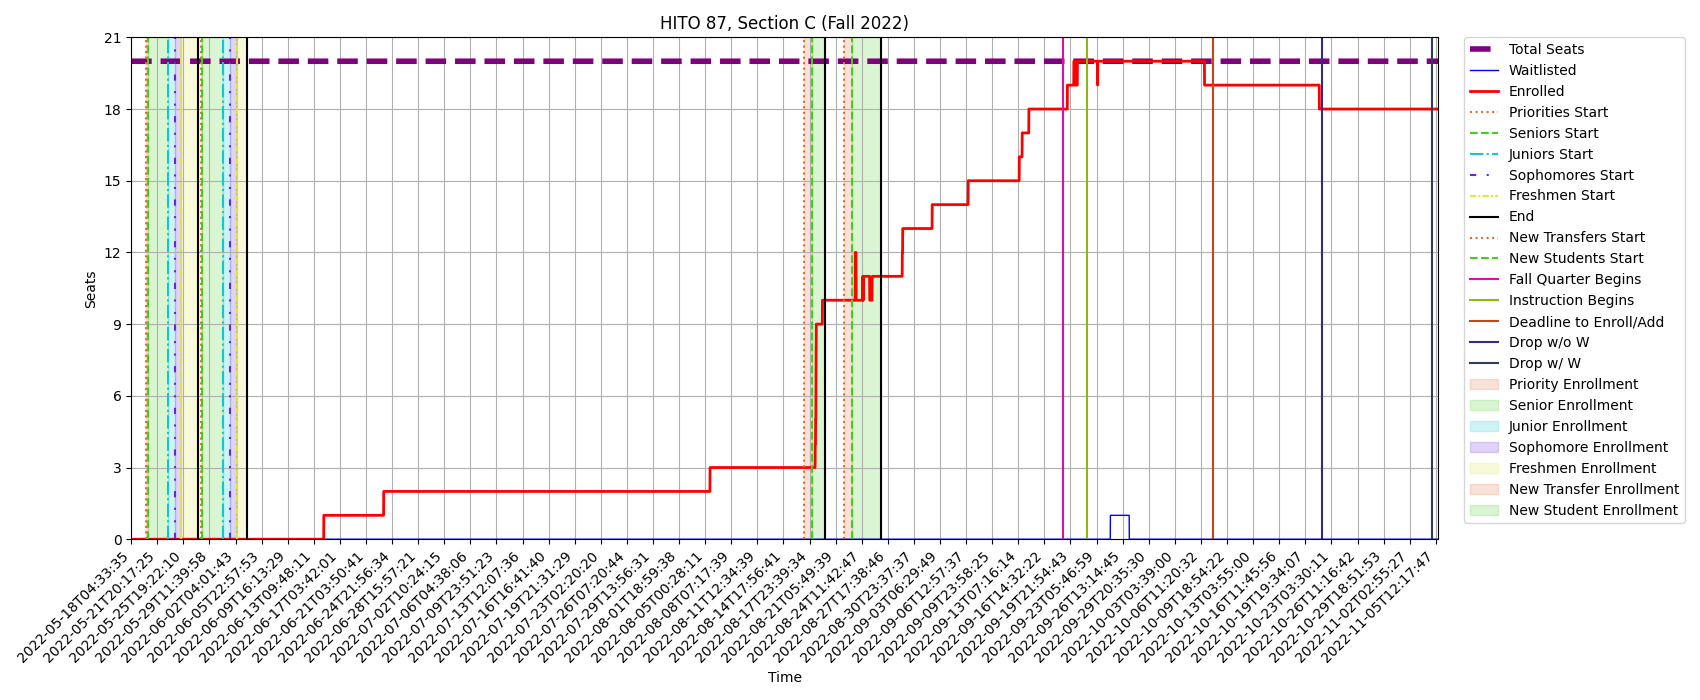 HITO 87, Section C (Fall 2022)
Seats
21
18
15
12
9
6
3
0
2022-05-18T04:33:35
2022-05-21T20:17:25
2022-05-25T19:22:10
2022-05-29T11:39:58
2022-06-02T04:01:43
2022-06-05T22:57:53
2022-06-09T16:13:29
2022-06-13T09:48:11
2022-06-17T03:42:01
2022-06-21T03:50:41
2022-06-24T21:56:34
2022-06-28T15:57:21
2022-07-02T10:24:15
2022-07-06T04:38:06
2022-07-09T23:51:23
2022-07-13T12:07:36
2022-07-16T16:41:40
2022-07-19T21:31:29
2022-07-23T02:20:20
2022-07-26T07:20:44
2022-07-29T13:56:31
2022-08-01T18:59:38
2022-08-05T00:28:11
2022-08-08T07:17:39
2022-08-11T12:34:39
2022-08-14T17:56:41
2022-08-17T23:39:34
2022-08-21T05:49:39
2022-08-24T11:42:47
2022-08-27T17:38:46
2022-08-30T23:37:37
2022-09-03T06:29:49
2022-09-06T12:57:37
2022-09-09T23:58:25
2022-09-13T07:16:14
2022-09-16T14:32:22
2022-09-19T21:54:43
2022-09-23T05:46:59
2022-09-26T13:14:45
2022-09-29T20:35:30
2022-10-03T03:39:00
2022-10-06T11:20:32
2022-10-09T18:54:22
2022-10-13T03:55:00
2022-10-16T11:45:56
2022-10-19T19:34:07
2022-10-23T03:30:11
2022-10-26T11:16:42
2022-10-29T18:51:53
2022-11-02T02:55:27
2022-11-05T12:17:47
Time
Total Seats
Waitlisted
Enrolled
Priorities Start
Seniors Start
Juniors Start
Sophomores Start
Freshmen Start
End
New Transfers Start
New Students Start
Fall Quarter Begins
Instruction Begins
Deadline to Enroll/Add
Drop w/o W
Drop w/ W
Priority Enrollment
Senior Enrollment
Junior Enrollment
Sophomore Enrollment
Freshmen Enrollment
New Transfer Enrollment
New Student Enrollment